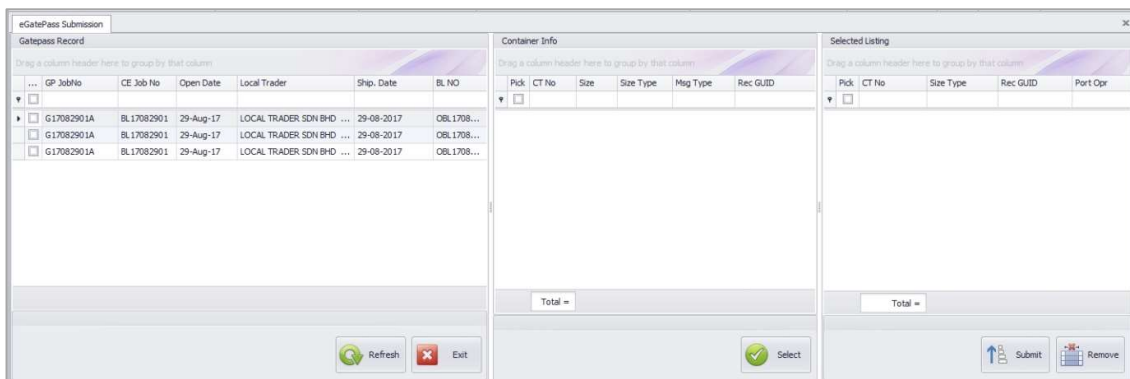 eGatePass Submission
Gatepass Record
Container Info
Selected Listing
Drag a column header here to group by that column
Drag a column header here to group by that column
Drag a column header here to group by that column
... GP JobNo CE Job No Open Date Local Trader Ship. Date BL NO
Pick CT No Size Size Type Msg Type Rec GUID
Pick CT No Size Type Rec GUID Port Opr
G17082901A BL17082901 29-Aug-17 LOCAL TRADER SDN BHD ... 29-08-2017 OBL1708...
G17082901A BL17082901 29-Aug-17 LOCAL TRADER SDN BHD ... 29-08-2017 OBL1708...
G17082901A BL17082901 29-Aug-17 LOCAL TRADER SDN BHD ... 29-08-2017 OBL1708...
Total =
Total =
Refresh
Exit
Select
Submit
Remove